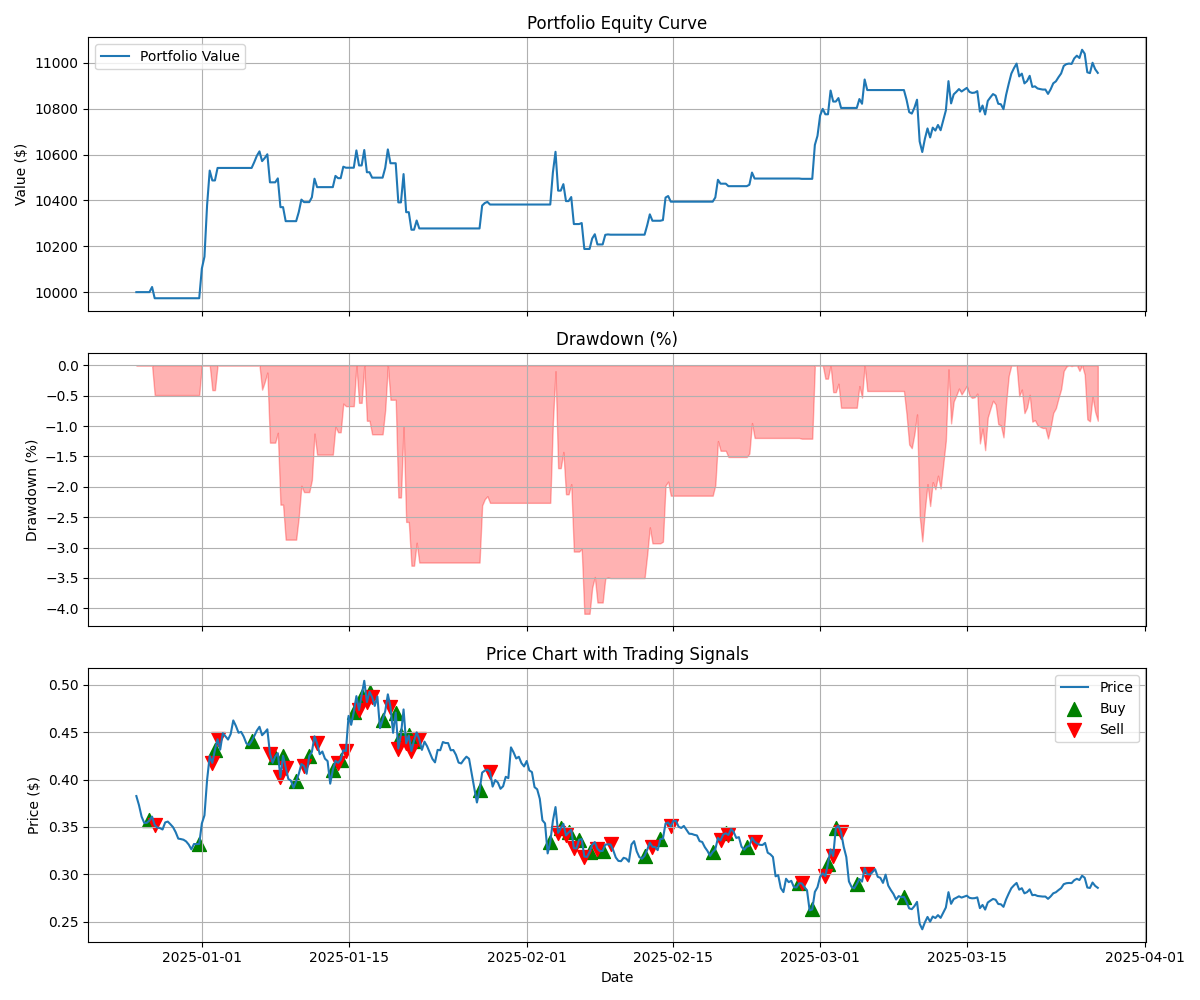 Portfolio Equity Curve
Portfolio Value
Value ($)
11000
10800
10600
10400
10200
10000
Drawdown (%)
Drawdown (%)
0.0
−0.5
−1.0
−1.5
−2.0
−2.5
−3.0
−3.5
−4.0
Price Chart with Trading Signals
Price
Buy
Sell
Price ($)
0.50
0.45
0.40
0.35
0.30
0.25
2025-01-01 2025-01-15 2025-02-01 2025-02-15 2025-03-01 2025-03-15 2025-04-01
Date